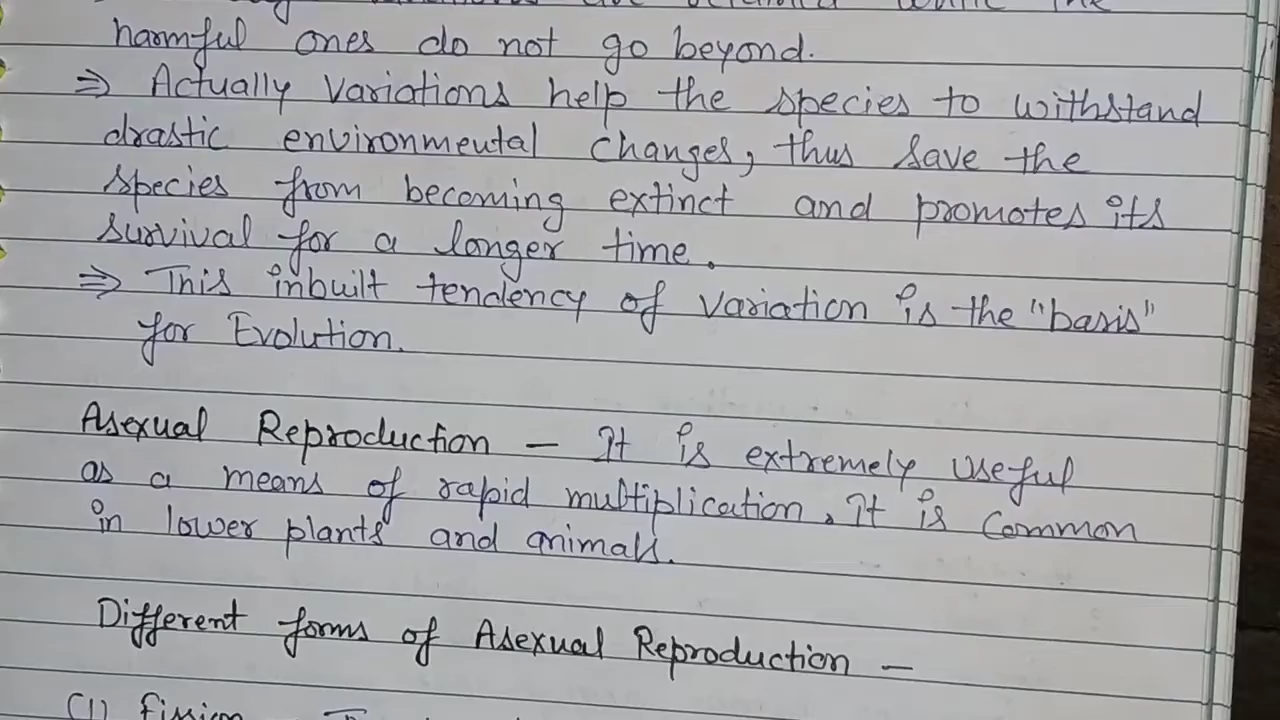 harmful ones do not go beyond.
⇒ Actually variations help the species to withstand
drastic environmental changes, thus save the
species from becoming extinct and promotes its
survival for a longer time.
⇒ This inbuilt tendency of variation is the "basis"
for Evolution.
Asexual Reproduction - It is extremely useful
as a means of rapid multiplication. It is common
in lower plants and animals.
Different forms of Asexual Reproduction -
(1) fission